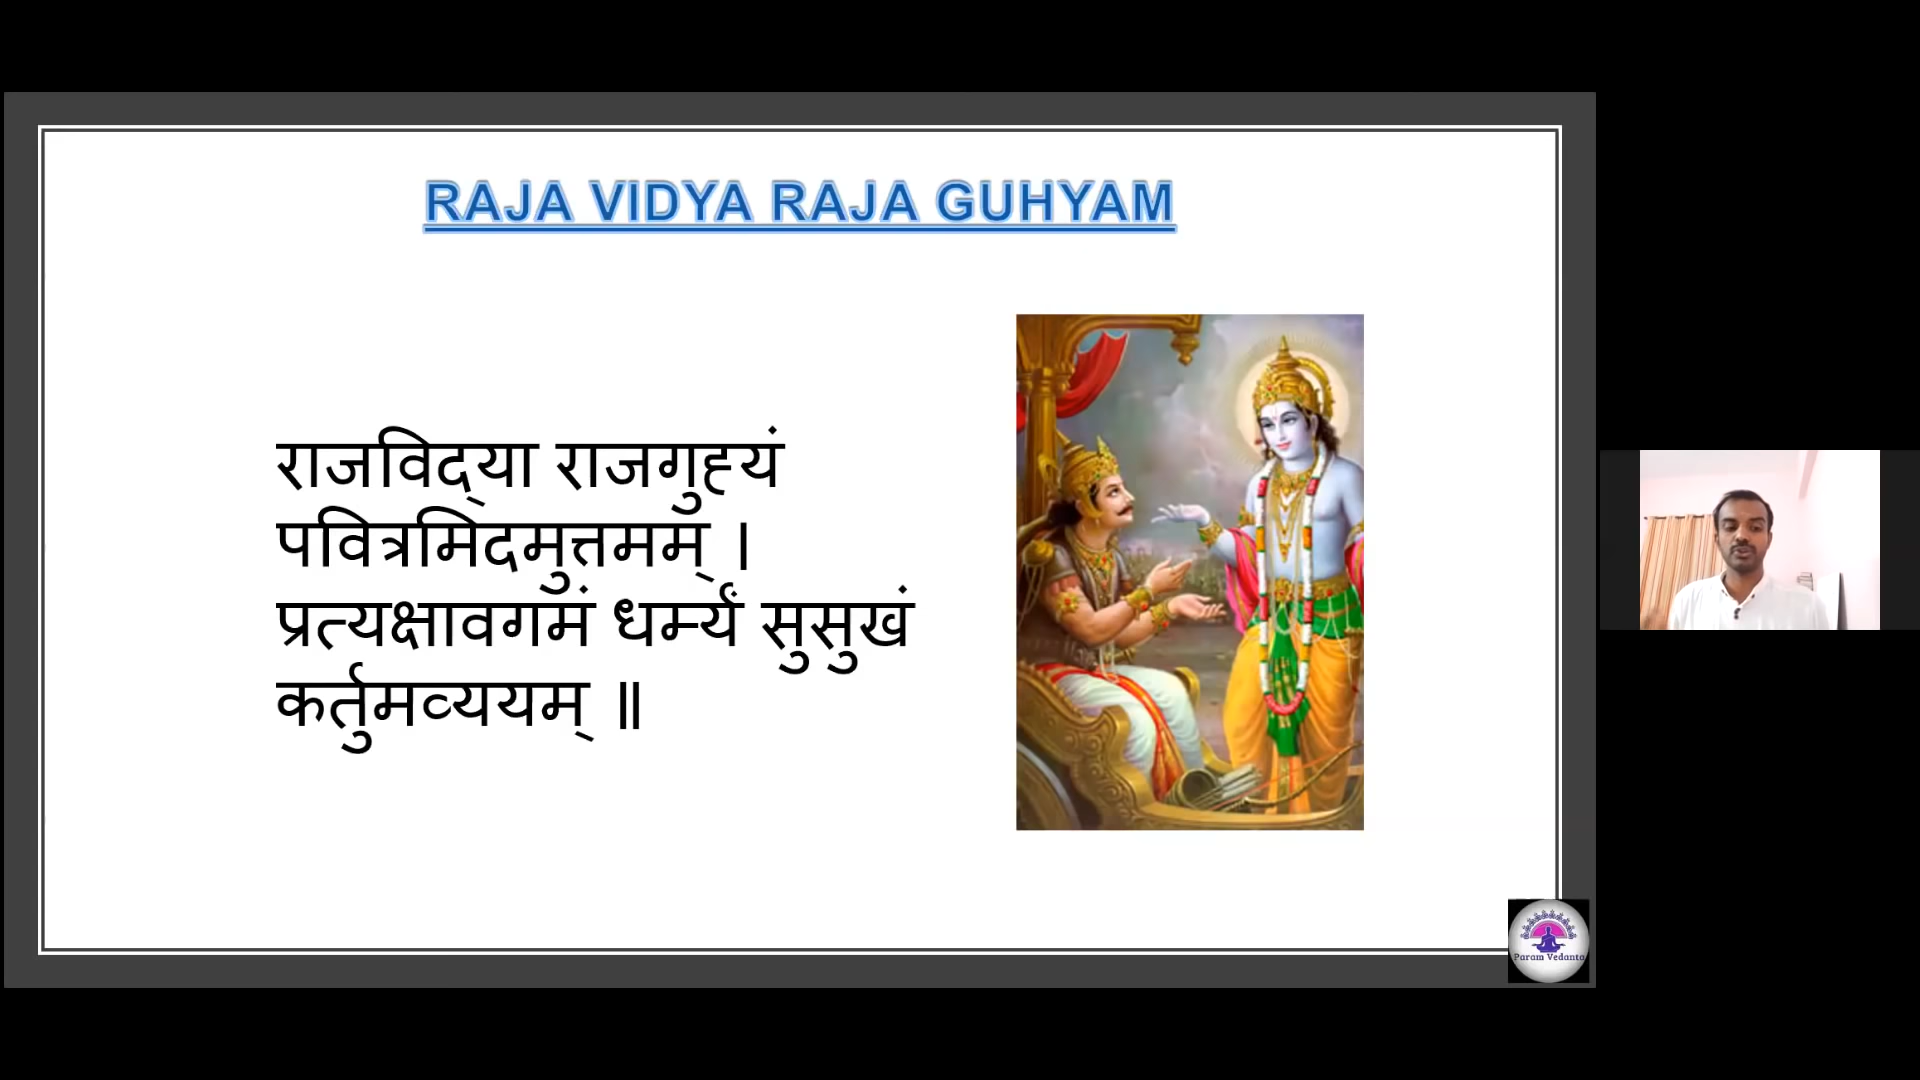 RAJA VIDYA RAJA GUHYAM
राजविद्‌या राजगुह्यं
पवित्रमिदमुत्तमम् ।
प्रत्यक्षावगमं धर्म्यं सुसुखं
कर्तुमव्ययम् ॥
Param Vedanta